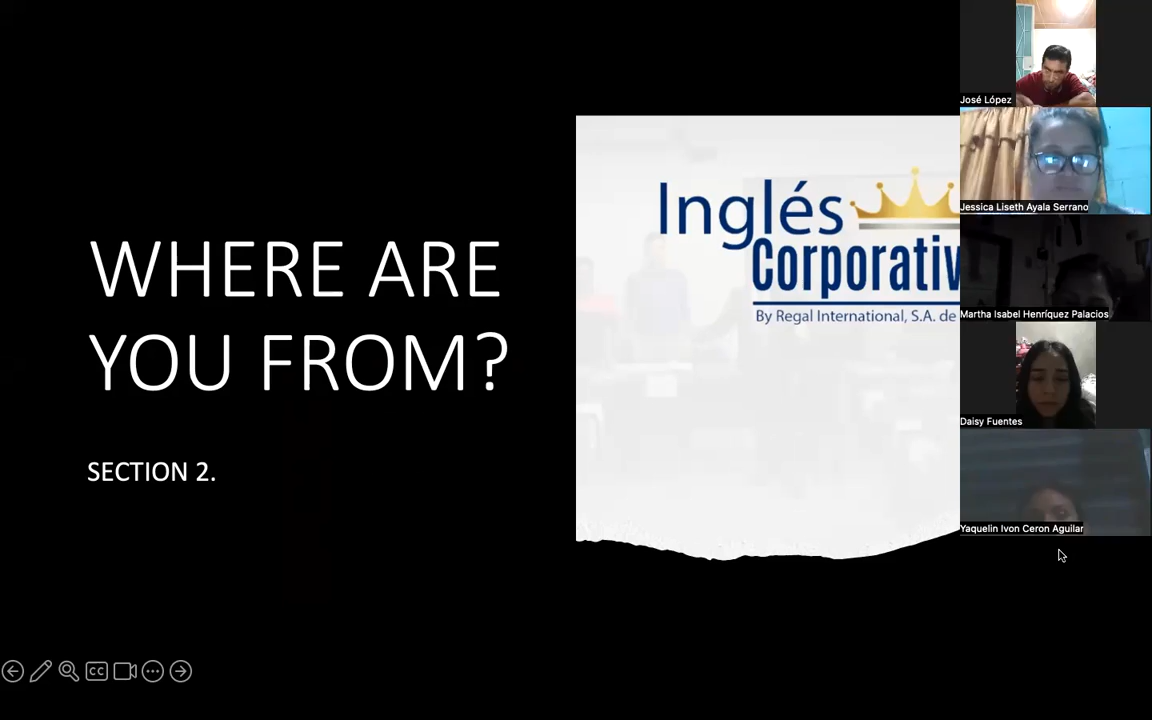 WHERE ARE
YOU FROM?
SECTION 2.
Inglés
Corporativ
By Regal International, S.A. de
José López
Jessica Liseth Ayala Serrano
Martha Isabel Henríquez Palacios
Daisy Fuentes
Yaquelin Ivon Ceron Aguilar
CC